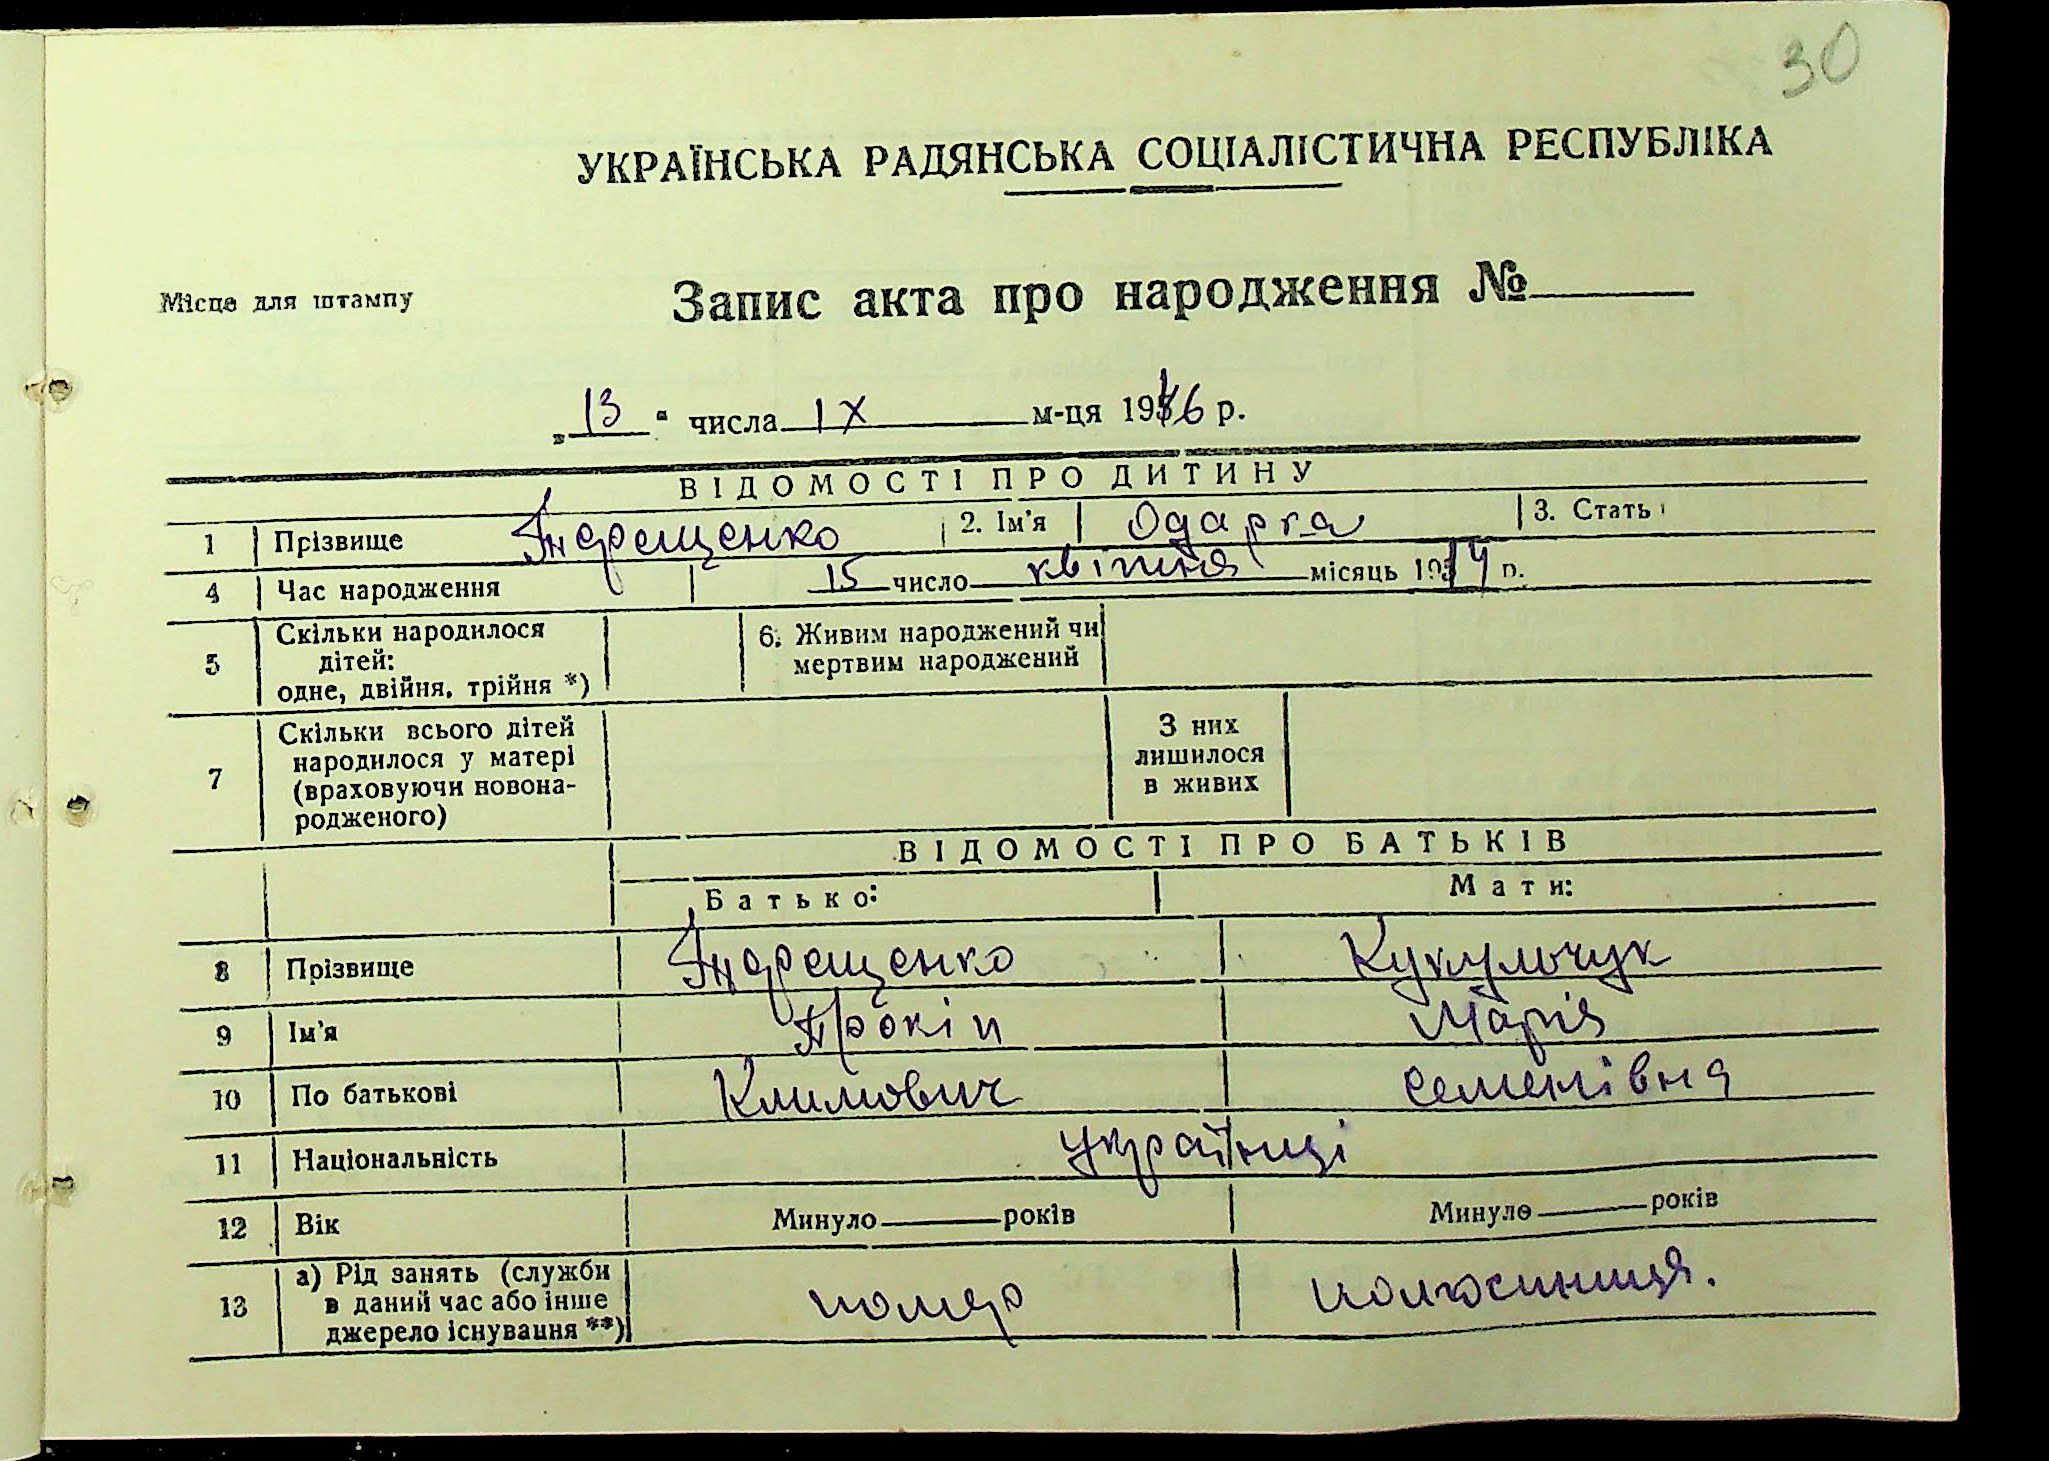 30
УКРАЇНСЬКА РАДЯНСЬКА СОЦІАЛІСТИЧНА РЕСПУБЛІКА
Місце для штампу
Запис акта про народження №
„13“ числа IX м-ця 1946 р.
ВІДОМОСТІ ПРО ДИТИНУ
1 Прізвище Індрещенко 2. Ім'я Одарка 3. Стать
4 Час народження 15 число квітня місяць 1914 р.
5 Скільки народилося дітей: одне, двійня, трійня *) 6. Живим народжений чи мертвим народжений
7 Скільки всього дітей народилося у матері (враховуючи новонародженого) З них лишилося в живих
ВІДОМОСТІ ПРО БАТЬКІВ
Батько: Мати:
8 Прізвище Індрещенко Кукульчук
9 Ім'я Прокіп Марія
10 По батькові Климович Семенівна
11 Національність українці
12 Вік Минуло років Минуло років
13 а) Рід занять (служби в даний час або інше джерело існування **) помер колгоспниця.